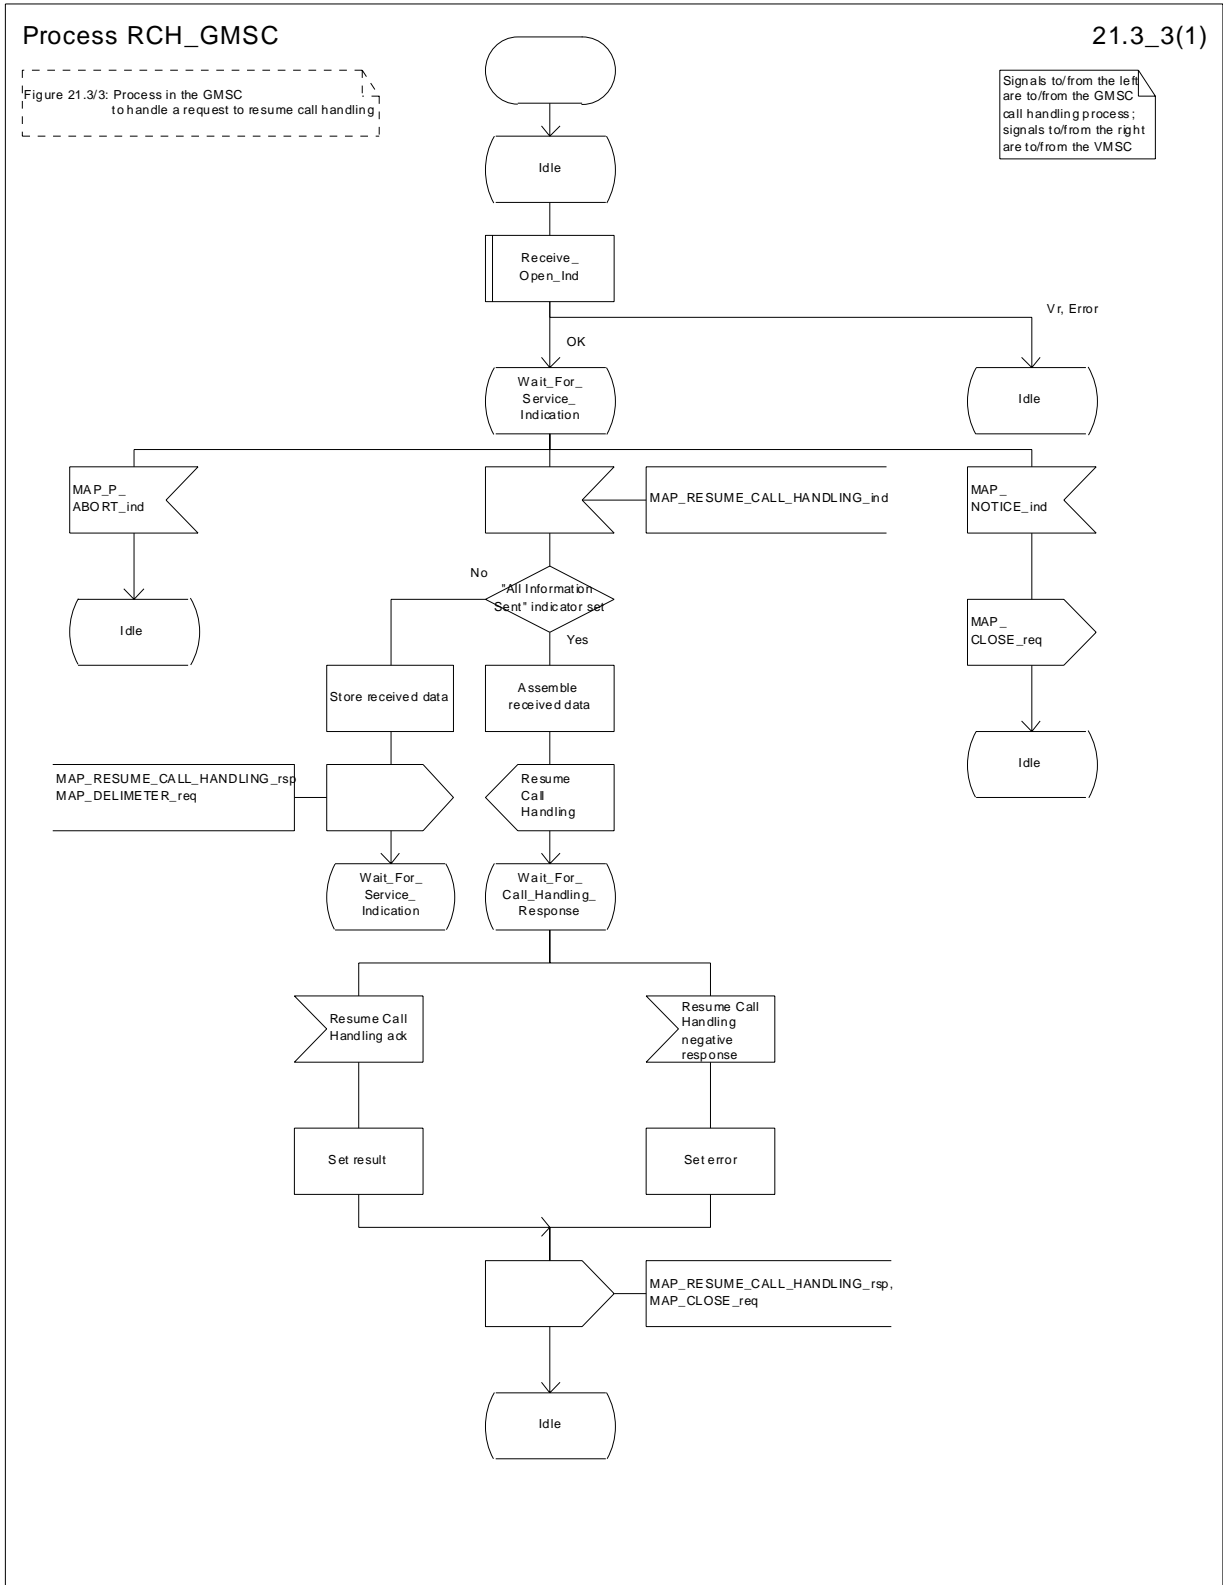 Process RCH_GMSC
21.3_3(1)
Figure 21.3/3: Process in the GMSC
to handle a request to resume call handling
Signals to/from the left
are to/from the GMSC
call handling process;
signals to/from the right
are to/from the VMSC
Idle
Receive_
Open_Ind
Vr, Error
OK
Wait_For_
Service_
Indication
Idle
MAP_P_
ABORT_ind
MAP_RESUME_CALL_HANDLING_ind
MAP_
NOTICE_ind
No
"All Information
Sent" indicator set
Yes
Idle
MAP_
CLOSE_req
Store received data
Assemble
received data
Idle
MAP_RESUME_CALL_HANDLING_rsp
MAP_DELIMETER_req
Resume
Call
Handling
Wait_For_
Service_
Indication
Wait_For_
Call_Handling_
Response
Resume Call
Handling ack
Resume Call
Handling
negative
response
Set result
Set error
MAP_RESUME_CALL_HANDLING_rsp,
MAP_CLOSE_req
Idle